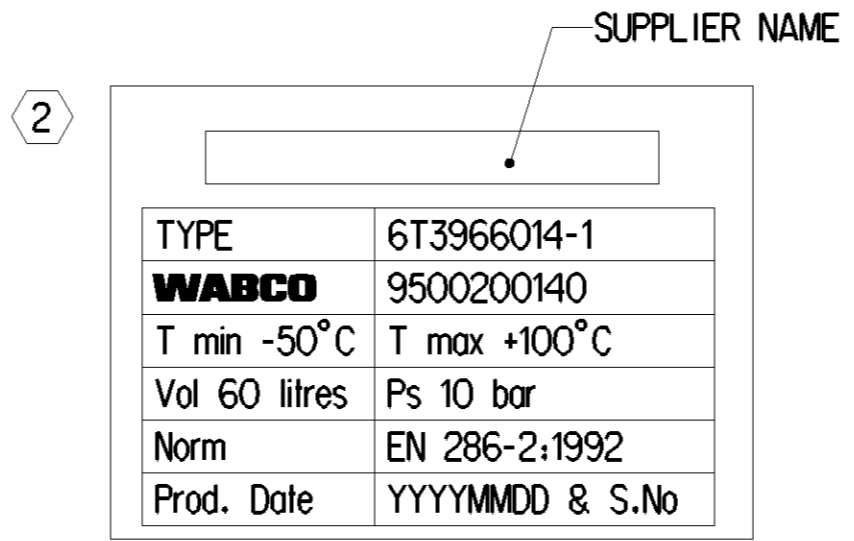 SUPPLIER NAME
2
TYPE 6T3966014-1
WABCO 9500200140
T min -50°C T max +100°C
Vol 60 litres Ps 10 bar
Norm EN 286-2:1992
Prod. Date YYYYMMDD & S.No